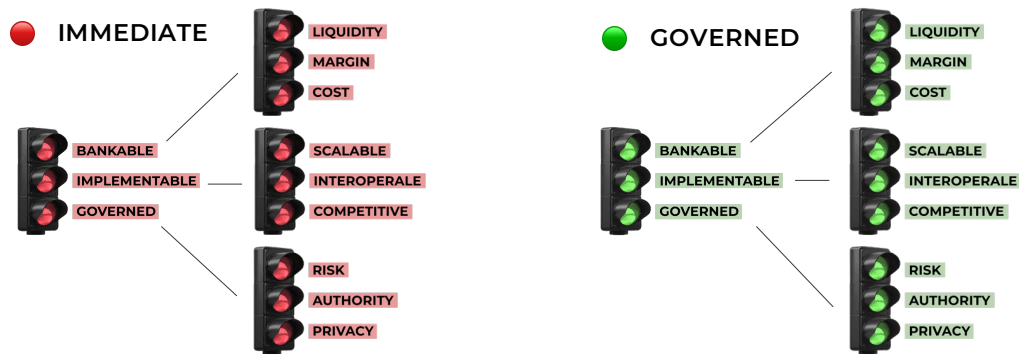 IMMEDIATE
LIQUIDITY
MARGIN
COST
BANKABLE
IMPLEMENTABLE
GOVERNED
SCALABLE
INTEROPERALE
COMPETITIVE
RISK
AUTHORITY
PRIVACY
GOVERNED
LIQUIDITY
MARGIN
COST
BANKABLE
IMPLEMENTABLE
GOVERNED
SCALABLE
INTEROPERALE
COMPETITIVE
RISK
AUTHORITY
PRIVACY